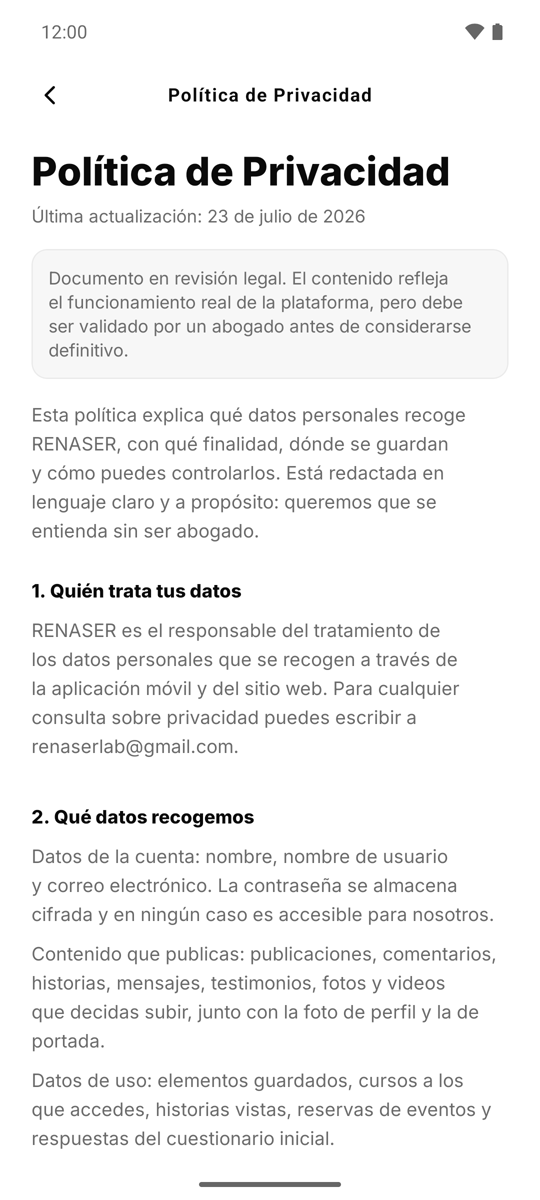 12:00
Política de Privacidad
Política de Privacidad
Última actualización: 23 de julio de 2026
Documento en revisión legal. El contenido refleja
el funcionamiento real de la plataforma, pero debe
ser validado por un abogado antes de considerarse
definitivo.
Esta política explica qué datos personales recoge
RENASER, con qué finalidad, dónde se guardan
y cómo puedes controlarlos. Está redactada en
lenguaje claro y a propósito: queremos que se
entienda sin ser abogado.
1. Quién trata tus datos
RENASER es el responsable del tratamiento de
los datos personales que se recogen a través de
la aplicación móvil y del sitio web. Para cualquier
consulta sobre privacidad puedes escribir a
renaserlab@gmail.com.
2. Qué datos recogemos
Datos de la cuenta: nombre, nombre de usuario
y correo electrónico. La contraseña se almacena
cifrada y en ningún caso es accesible para nosotros.
Contenido que publicas: publicaciones, comentarios,
historias, mensajes, testimonios, fotos y videos
que decidas subir, junto con la foto de perfil y la de
portada.
Datos de uso: elementos guardados, cursos a los
que accedes, historias vistas, reservas de eventos y
respuestas del cuestionario inicial.